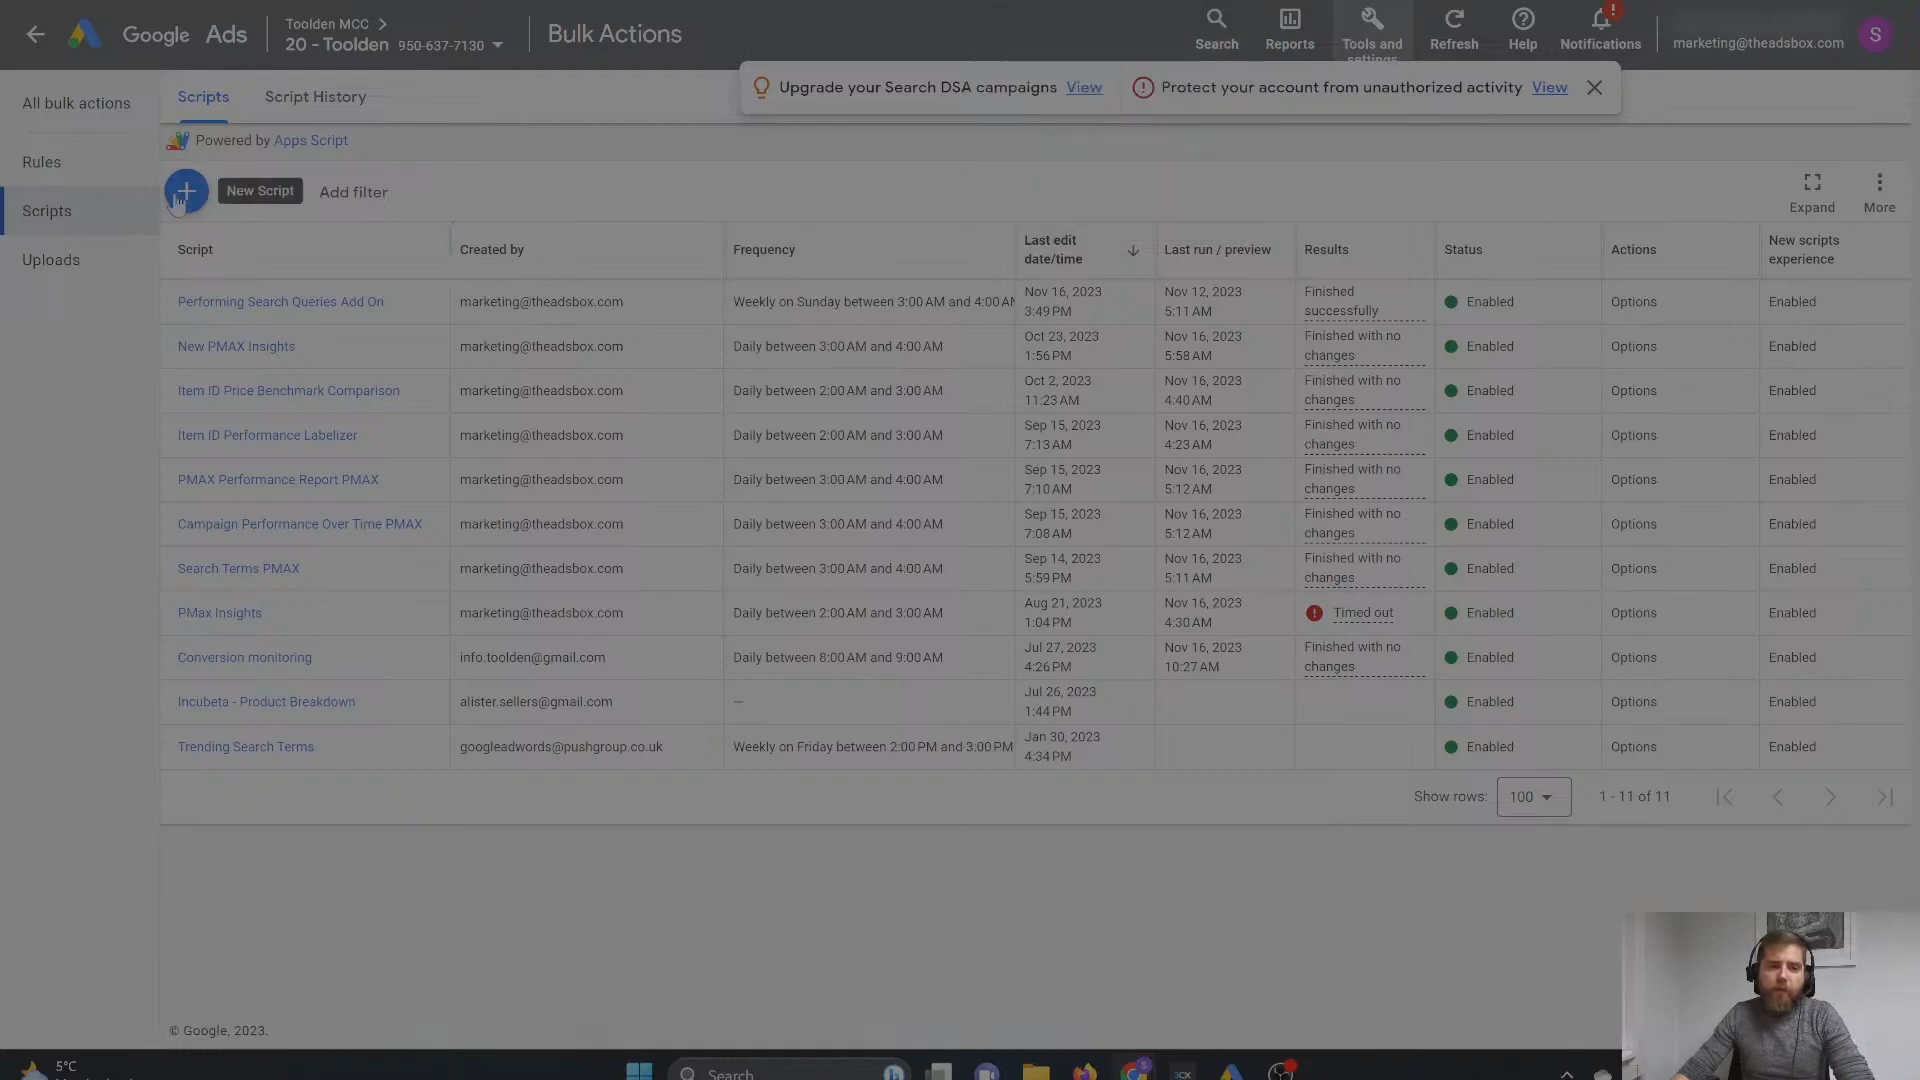 Google Ads
Toolden MCC
20 - Toolden 950-637-7130
Bulk Actions
Search
Reports
Tools and settings
Refresh
Help
Notifications
marketing@theadsbox.com
S
Upgrade your Search DSA campaigns View
Protect your account from unauthorized activity View
All bulk actions
Rules
Scripts
Uploads
Scripts
Script History
Powered by Apps Script
New Script
Add filter
Expand
More
Script Created by Frequency Last edit date/time Last run / preview Results Status Actions New scripts experience
Performing Search Queries Add On marketing@theadsbox.com Weekly on Sunday between 3:00 AM and 4:00 AM Nov 16, 2023 3:49 PM Nov 12, 2023 5:11 AM Finished successfully Enabled Options Enabled
New PMAX Insights marketing@theadsbox.com Daily between 3:00 AM and 4:00 AM Oct 23, 2023 1:56 PM Nov 16, 2023 5:58 AM Finished with no changes Enabled Options Enabled
Item ID Price Benchmark Comparison marketing@theadsbox.com Daily between 2:00 AM and 3:00 AM Oct 2, 2023 11:23 AM Nov 16, 2023 4:40 AM Finished with no changes Enabled Options Enabled
Item ID Performance Labelizer marketing@theadsbox.com Daily between 2:00 AM and 3:00 AM Sep 15, 2023 7:13 AM Nov 16, 2023 4:23 AM Finished with no changes Enabled Options Enabled
PMAX Performance Report PMAX marketing@theadsbox.com Daily between 3:00 AM and 4:00 AM Sep 15, 2023 7:10 AM Nov 16, 2023 5:12 AM Finished with no changes Enabled Options Enabled
Campaign Performance Over Time PMAX marketing@theadsbox.com Daily between 3:00 AM and 4:00 AM Sep 15, 2023 7:08 AM Nov 16, 2023 5:12 AM Finished with no changes Enabled Options Enabled
Search Terms PMAX marketing@theadsbox.com Daily between 3:00 AM and 4:00 AM Sep 14, 2023 5:59 PM Nov 16, 2023 5:11 AM Finished with no changes Enabled Options Enabled
PMax Insights marketing@theadsbox.com Daily between 2:00 AM and 3:00 AM Aug 21, 2023 1:04 PM Nov 16, 2023 4:30 AM Timed out Enabled Options Enabled
Conversion monitoring info.toolden@gmail.com Daily between 8:00 AM and 9:00 AM Jul 27, 2023 4:26 PM Nov 16, 2023 10:27 AM Finished with no changes Enabled Options Enabled
Incubeta - Product Breakdown alister.sellers@gmail.com — Jul 26, 2023 1:44 PM Enabled Options Enabled
Trending Search Terms googleadwords@pushgroup.co.uk Weekly on Friday between 2:00 PM and 3:00 PM Jan 30, 2023 4:34 PM Enabled Options Enabled
Show rows: 100 1 - 11 of 11
© Google, 2023.
5°C
Search
3CX